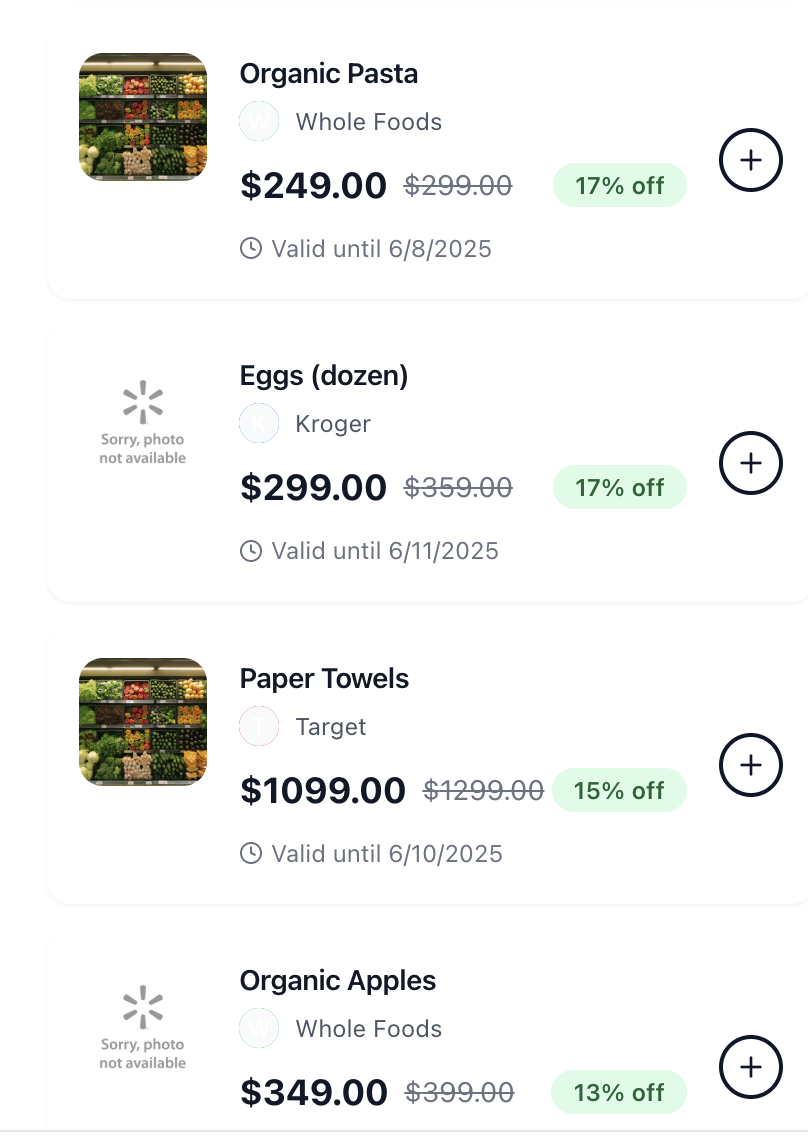 Organic Pasta
W Whole Foods
$249.00 $299.00 17% off
Valid until 6/8/2025
Eggs (dozen)
Sorry, photo
not available
K Kroger
$299.00 $359.00 17% off
Valid until 6/11/2025
Paper Towels
T Target
$1099.00 $1299.00 15% off
Valid until 6/10/2025
Organic Apples
Sorry, photo
not available
W Whole Foods
$349.00 $399.00 13% off